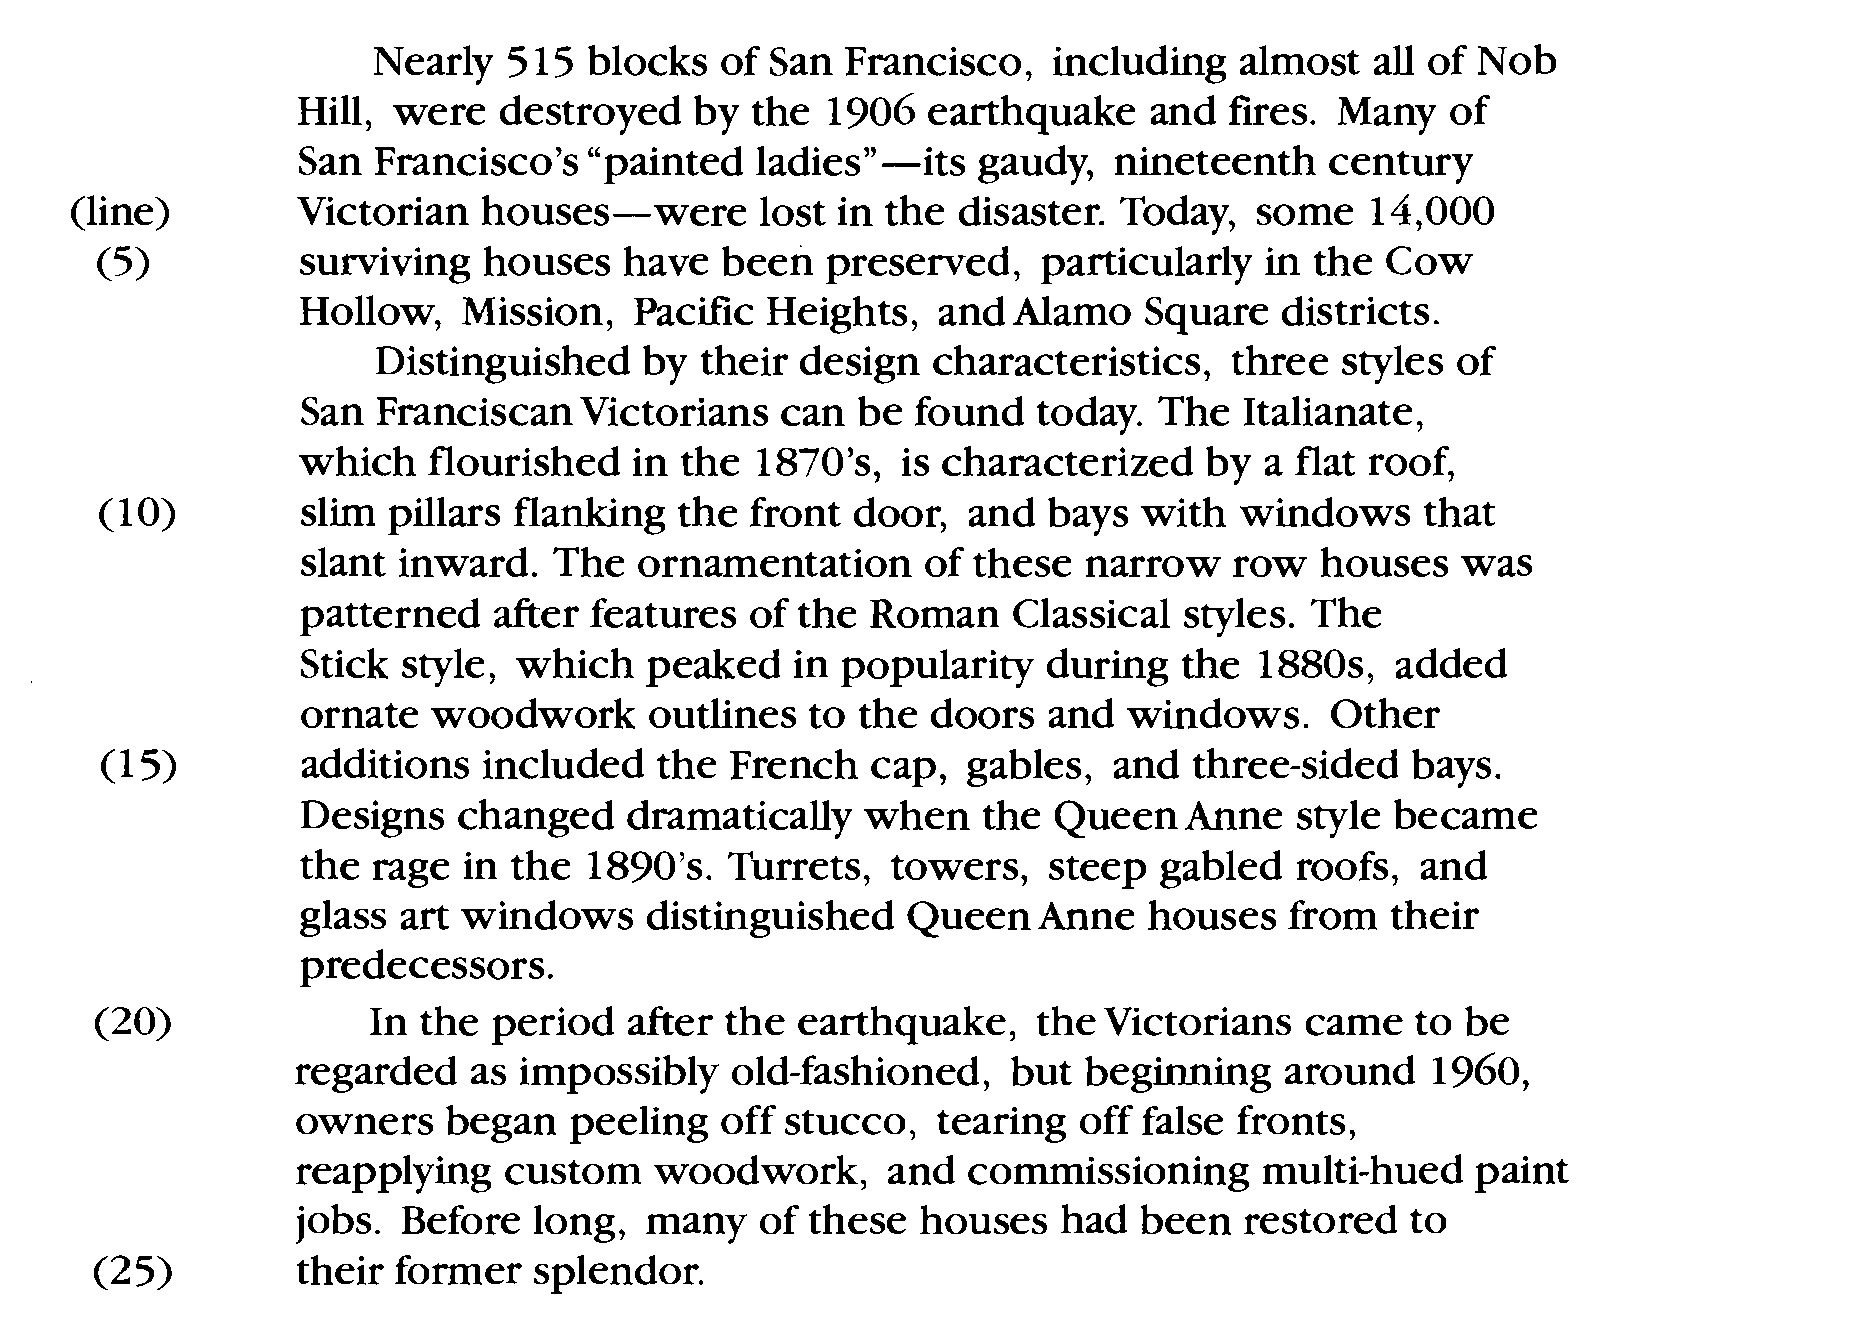 Nearly 515 blocks of San Francisco, including almost all of Nob
Hill, were destroyed by the 1906 earthquake and fires. Many of
San Francisco's “painted ladies”—its gaudy, nineteenth century
(line) Victorian houses—were lost in the disaster. Today, some 14,000
(5) surviving houses have been preserved, particularly in the Cow
Hollow, Mission, Pacific Heights, and Alamo Square districts.
Distinguished by their design characteristics, three styles of
San Franciscan Victorians can be found today. The Italianate,
which flourished in the 1870's, is characterized by a flat roof,
(10) slim pillars flanking the front door, and bays with windows that
slant inward. The ornamentation of these narrow row houses was
patterned after features of the Roman Classical styles. The
Stick style, which peaked in popularity during the 1880s, added
ornate woodwork outlines to the doors and windows. Other
(15) additions included the French cap, gables, and three-sided bays.
Designs changed dramatically when the Queen Anne style became
the rage in the 1890's. Turrets, towers, steep gabled roofs, and
glass art windows distinguished Queen Anne houses from their
predecessors.
(20) In the period after the earthquake, the Victorians came to be
regarded as impossibly old-fashioned, but beginning around 1960,
owners began peeling off stucco, tearing off false fronts,
reapplying custom woodwork, and commissioning multi-hued paint
jobs. Before long, many of these houses had been restored to
(25) their former splendor.